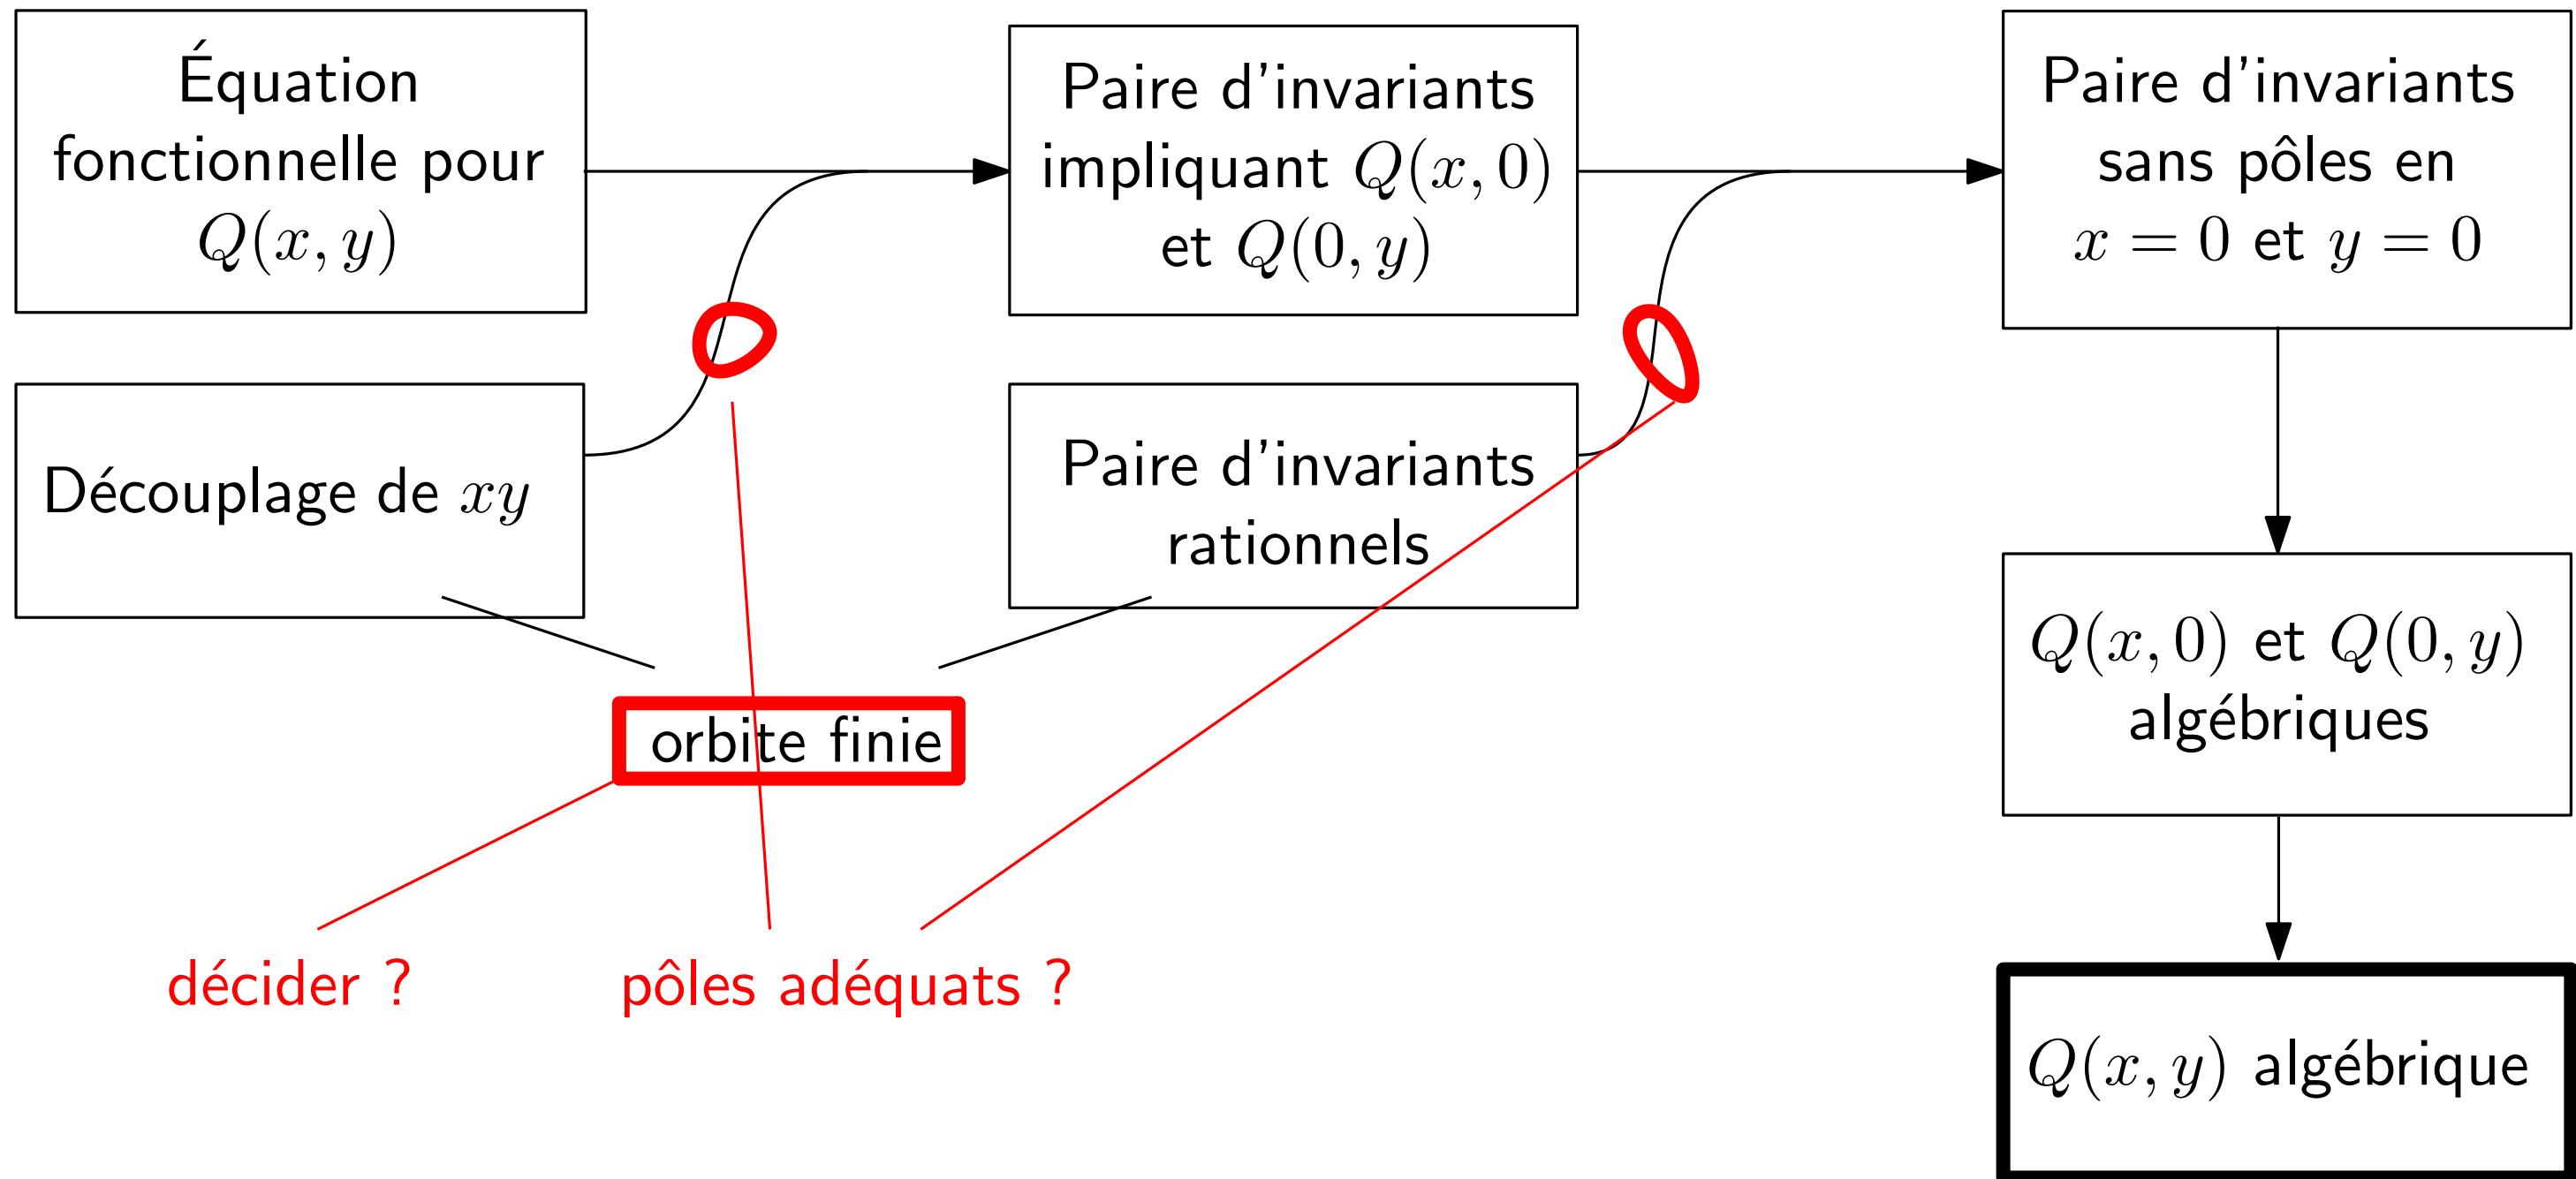 Équation
fonctionnelle pour
Q(x, y)
Paire d'invariants
impliquant Q(x, 0)
et Q(0, y)
Paire d'invariants
sans pôles en
x = 0 et y = 0
Découplage de xy
Paire d'invariants
rationnels
orbite finie
Q(x, 0) et Q(0, y)
algébriques
décider ?
pôles adéquats ?
Q(x, y) algébrique